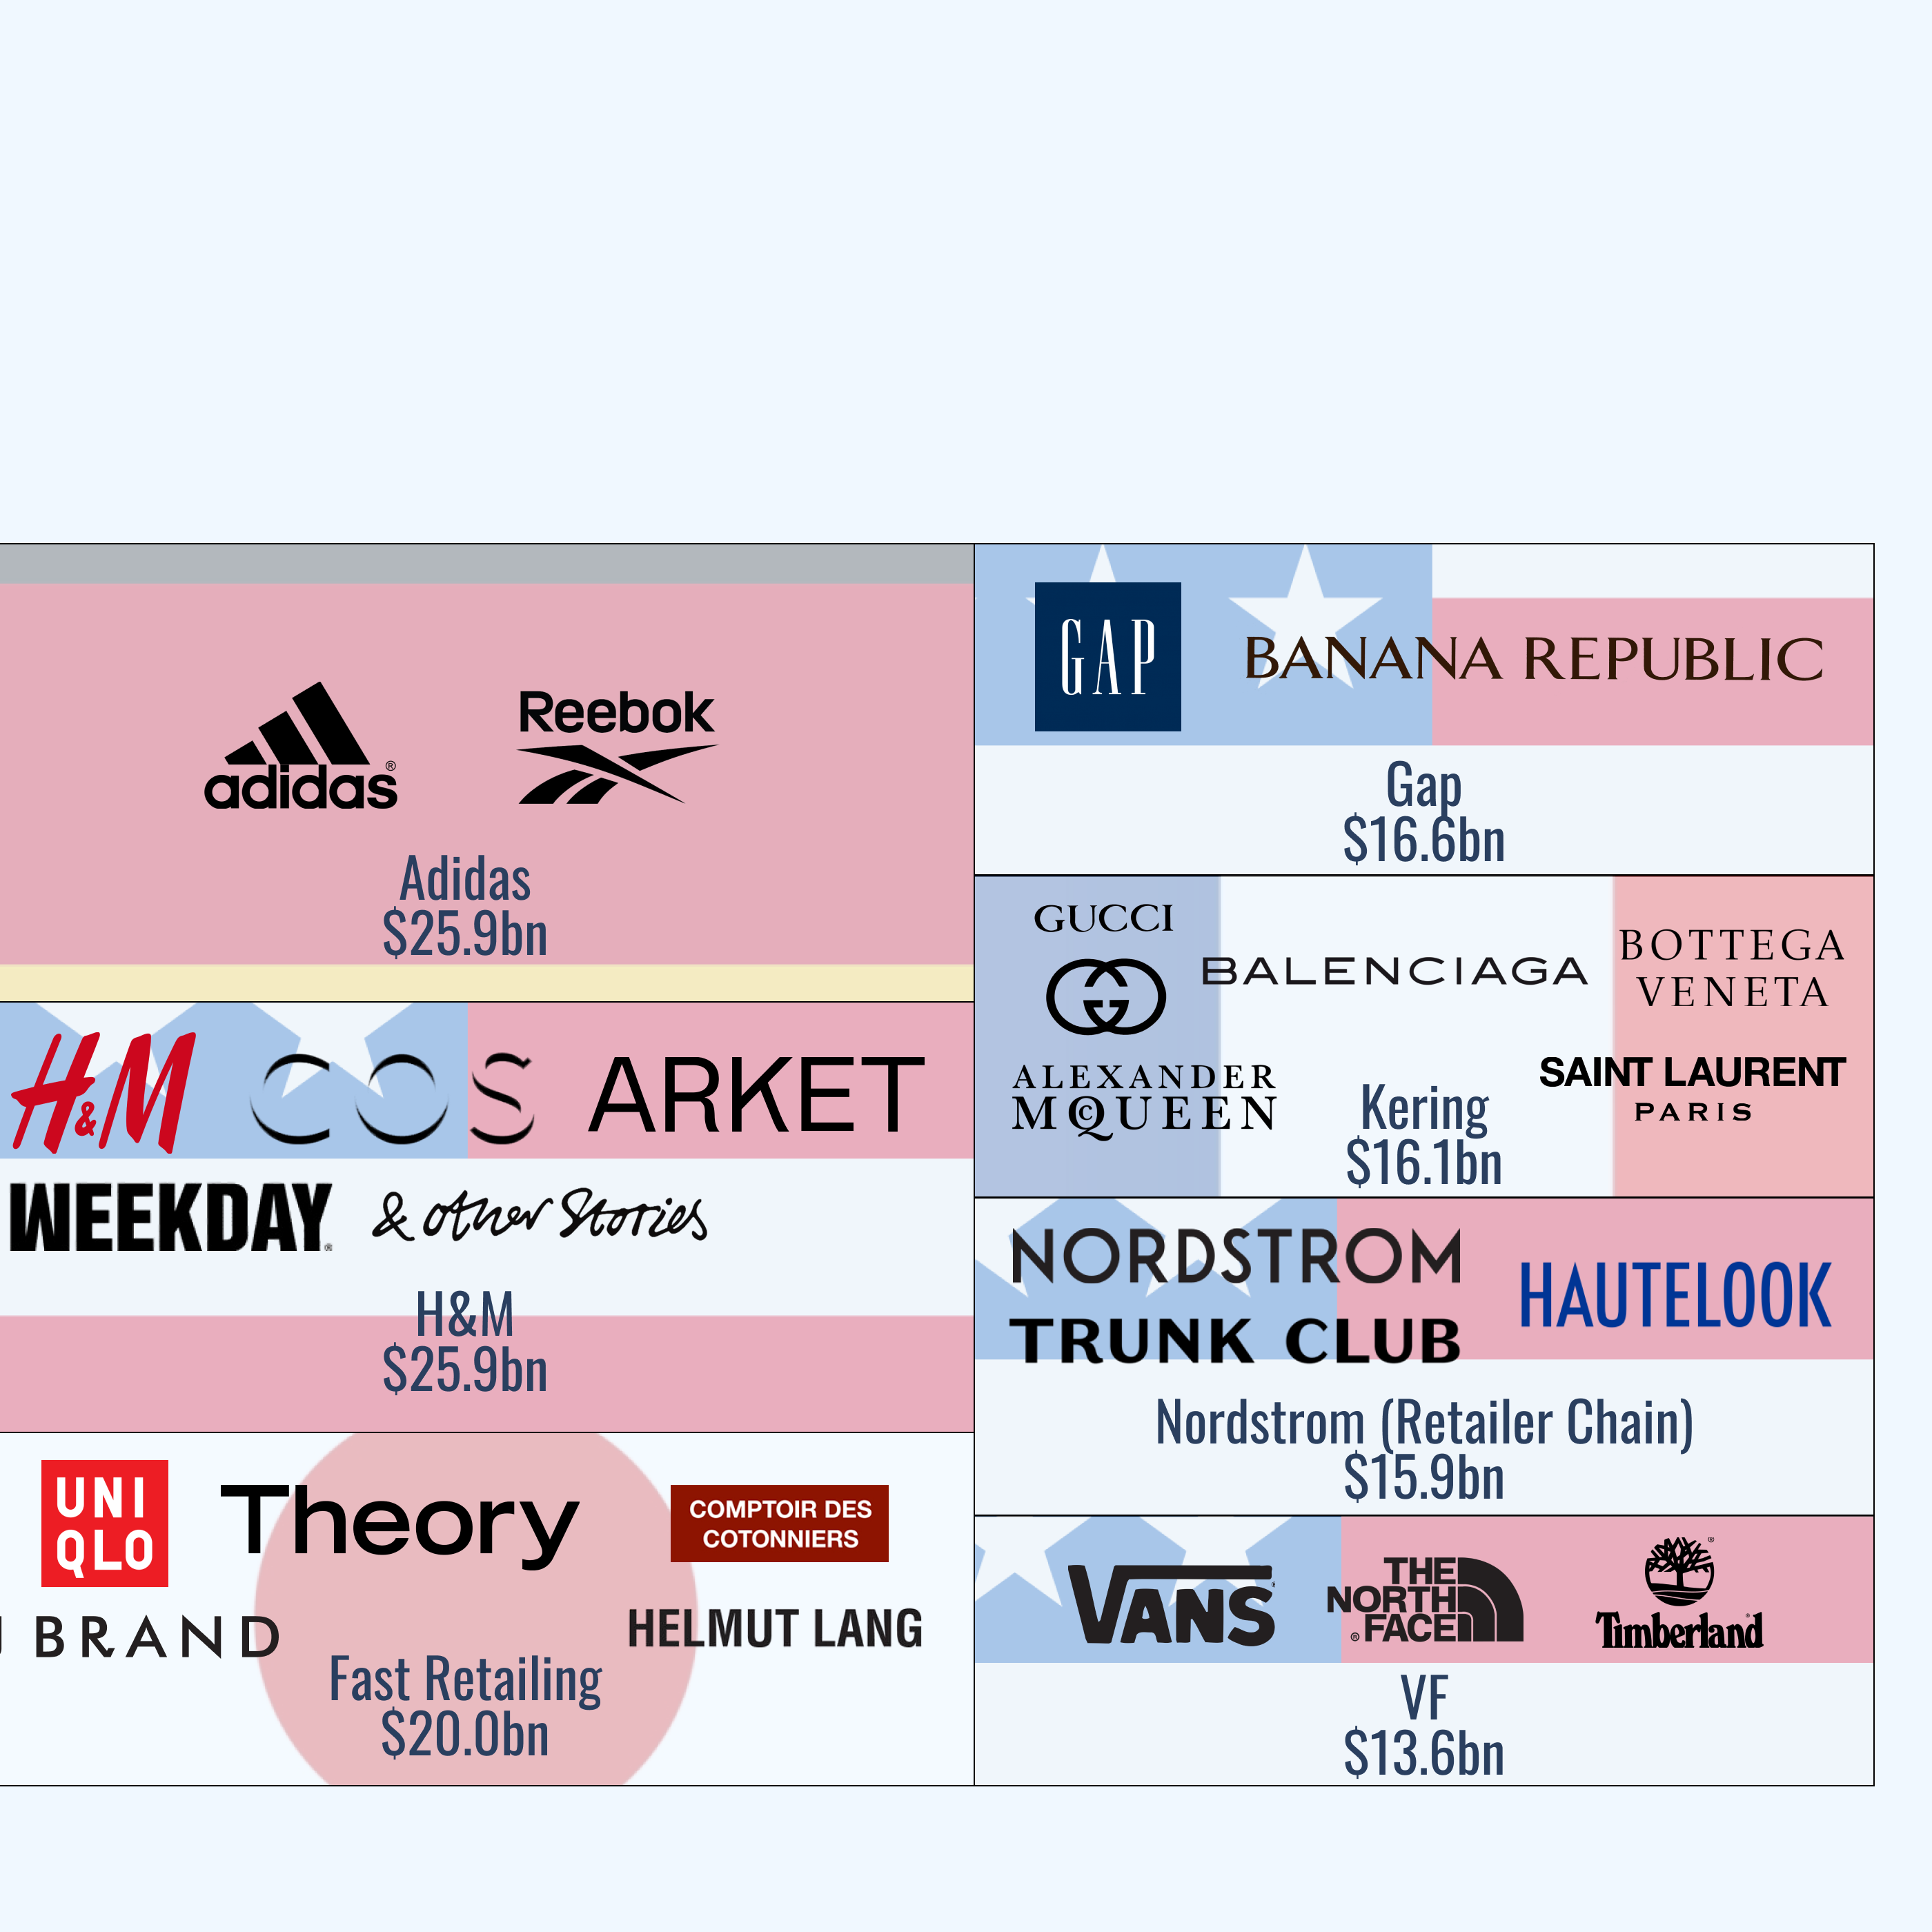 adidas®
Reebok
Adidas
$25.9bn
H&M
COS
ARKET
WEEKDAY®
& other Stories
H&M
$25.9bn
UNI
QLO
Theory
COMPTOIR DES
COTONNIERS
BRAND
HELMUT LANG
Fast Retailing
$20.0bn
GAP
BANANA REPUBLIC
Gap
$16.6bn
GUCCI
BALENCIAGA
BOTTEGA
VENETA
ALEXANDER
MCQUEEN
SAINT LAURENT
PARIS
Kering
$16.1bn
NORDSTROM
TRUNK CLUB
HAUTELOOK
Nordstrom (Retailer Chain)
$15.9bn
VANS
THE
NORTH
FACE®
Timberland®
VF
$13.6bn